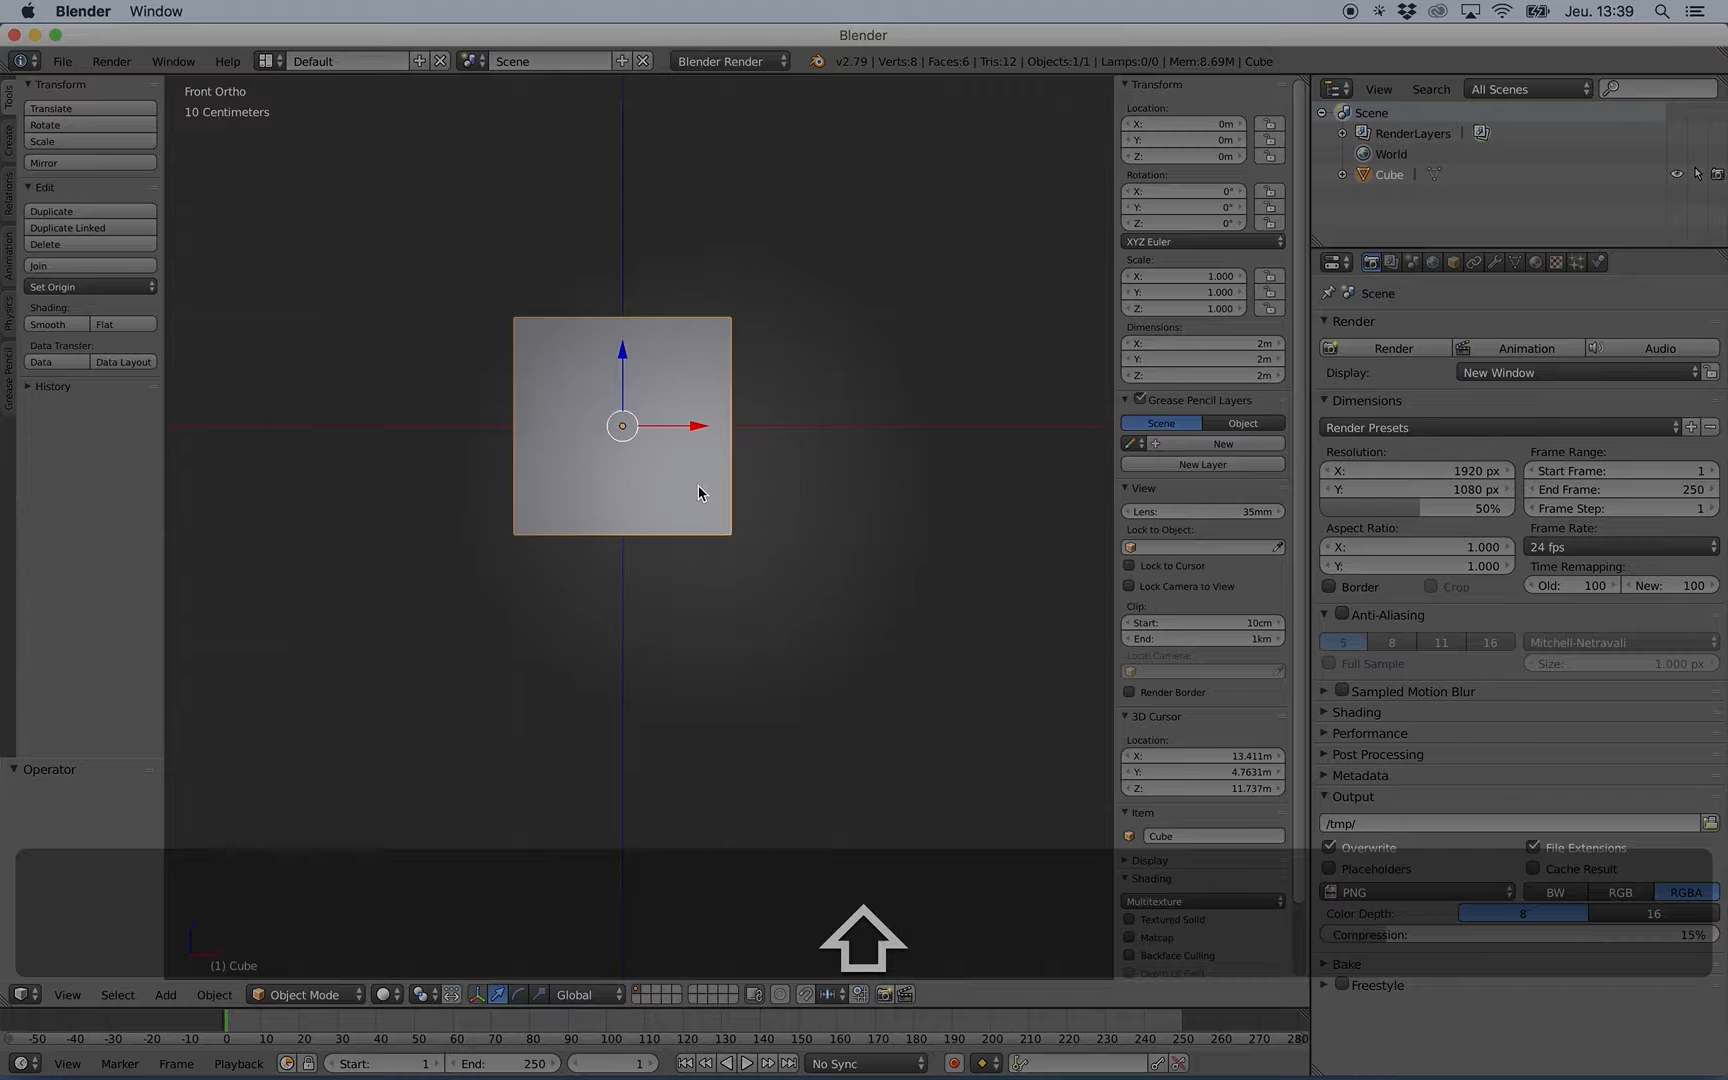 Blender Window Jeu. 13:39
Blender
File Render Window Help Default Scene Blender Render v2.79 | Verts:8 | Faces:6 | Tris:12 | Objects:1/1 | Lamps:0/0 | Mem:8.69M | Cube
Tools
Create
Relations
Animation
Physics
Grease Pencil
Transform
Translate
Rotate
Scale
Mirror
Edit
Duplicate
Duplicate Linked
Delete
Join
Set Origin
Shading:
Smooth Flat
Data Transfer:
Data Data Layout
History
Operator
Front Ortho
10 Centimeters
(1) Cube
Transform
Location:
X: 0m
Y: 0m
Z: 0m
Rotation:
X: 0°
Y: 0°
Z: 0°
XYZ Euler
Scale:
X: 1.000
Y: 1.000
Z: 1.000
Dimensions:
X: 2m
Y: 2m
Z: 2m
Grease Pencil Layers
Scene Object
New
New Layer
View
Lens: 35mm
Lock to Object:
Lock to Cursor
Lock Camera to View
Clip:
Start: 10cm
End: 1km
Local Camera:
Render Border
3D Cursor
Location:
X: 13.411m
Y: 4.7631m
Z: 11.737m
Item
Cube
Display
Shading
Multitexture
Textured Solid
Matcap
Backface Culling
Depth Of Field
View Search All Scenes
Scene
RenderLayers |
World
Cube |
Scene
Render
Render Animation Audio
Display: New Window
Dimensions
Render Presets
Resolution: Frame Range:
X: 1920 px Start Frame: 1
Y: 1080 px End Frame: 250
50% Frame Step: 1
Aspect Ratio: Frame Rate:
X: 1.000 24 fps
Y: 1.000 Time Remapping:
Border Crop Old: 100 New: 100
Anti-Aliasing
5 8 11 16 Mitchell-Netravali
Full Sample Size: 1.000 px
Sampled Motion Blur
Shading
Performance
Post Processing
Metadata
Output
/tmp/
Overwrite File Extensions
Placeholders Cache Result
PNG BW RGB RGBA
Color Depth: 8 16
Compression: 15%
Bake
Freestyle
View Select Add Object Object Mode Global
-50 -40 -30 -20 -10 0 10 20 30 40 50 60 70 80 90 100 110 120 130 140 150 160 170 180 190 200 210 220 230 240 250 260 270 280
View Marker Frame Playback Start: 1 End: 250 1 No Sync